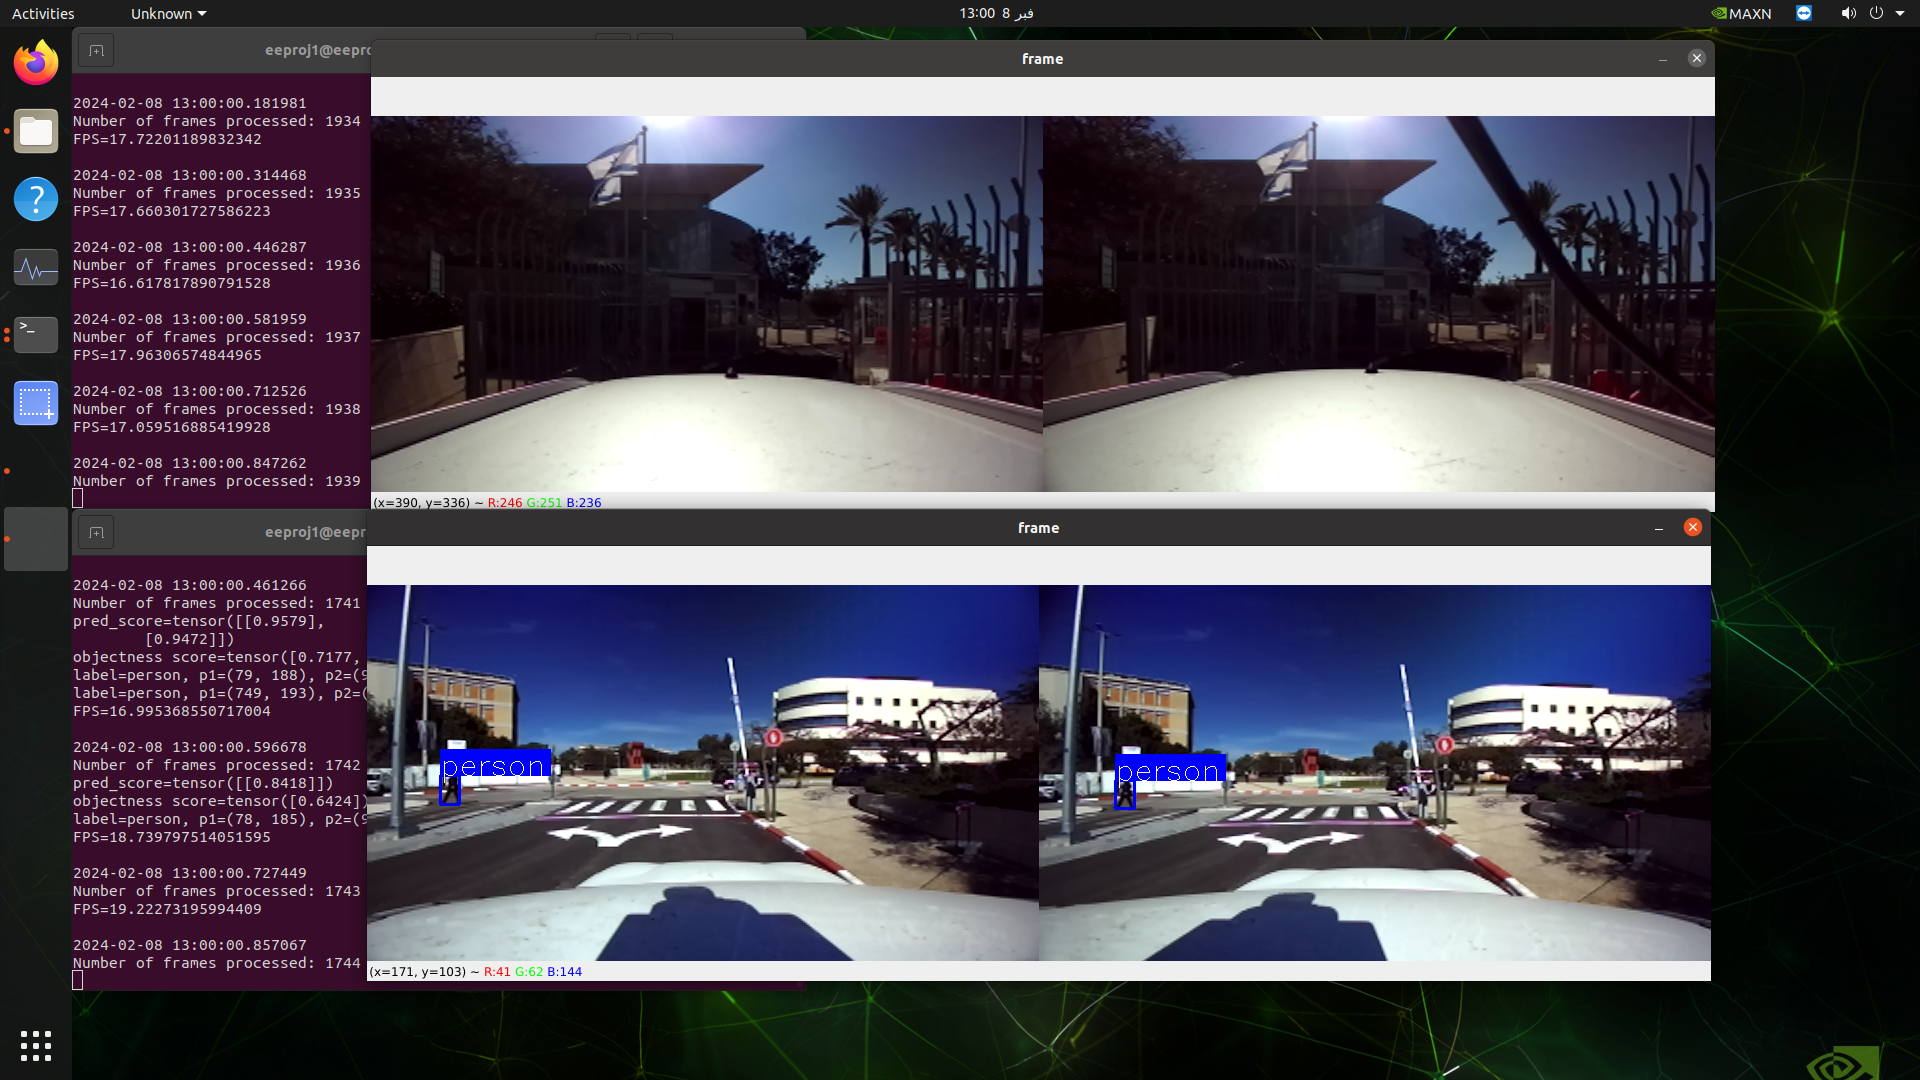 Activities
Unknown
13:00 8 فبر
MAXN
eeproj1@eepro
2024-02-08 13:00:00.181981
Number of frames processed: 1934
FPS=17.72201189832342
2024-02-08 13:00:00.314468
Number of frames processed: 1935
FPS=17.660301727586223
2024-02-08 13:00:00.446287
Number of frames processed: 1936
FPS=16.617817890791528
2024-02-08 13:00:00.581959
Number of frames processed: 1937
FPS=17.96306574844965
2024-02-08 13:00:00.712526
Number of frames processed: 1938
FPS=17.059516885419928
2024-02-08 13:00:00.847262
Number of frames processed: 1939
frame
(x=390, y=336) ~ R:246 G:251 B:236
eeproj1@eepr
2024-02-08 13:00:00.461266
Number of frames processed: 1741
pred_score=tensor([[0.9579],
[0.9472]])
objectness score=tensor([0.7177,
label=person, p1=(79, 188), p2=(9
label=person, p1=(749, 193), p2=(
FPS=16.995368550717004
2024-02-08 13:00:00.596678
Number of frames processed: 1742
pred_score=tensor([[0.8418]])
objectness score=tensor([0.6424])
label=person, p1=(78, 185), p2=(9
FPS=18.739797514051595
2024-02-08 13:00:00.727449
Number of frames processed: 1743
FPS=19.22273195994409
2024-02-08 13:00:00.857067
Number of frames processed: 1744
frame
person
person
(x=171, y=103) ~ R:41 G:62 B:144